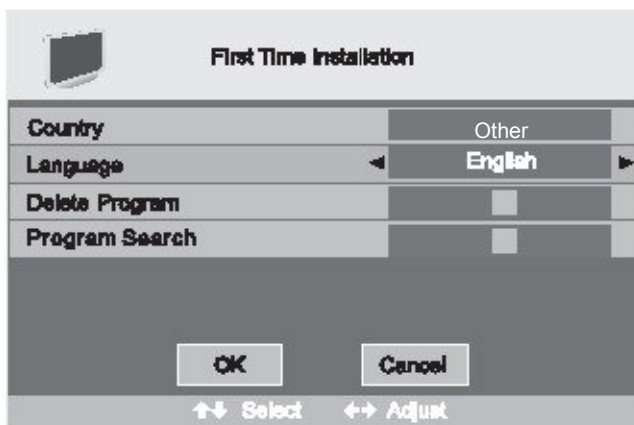 First Time Installation
Country Other
Language English
Delete Program
Program Search
OK Cancel
Select Adjust